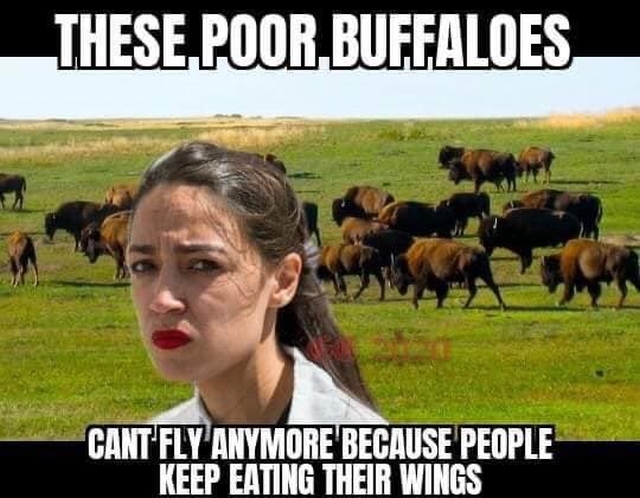 THESE POOR BUFFALOES
CANT FLY ANYMORE BECAUSE PEOPLE
KEEP EATING THEIR WINGS